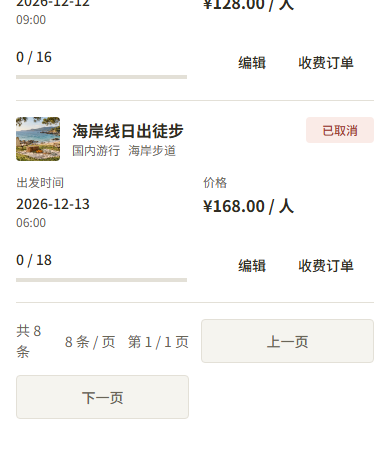 2026-12-12
¥128.00 / 人
09:00
0 / 16
编辑 收费订单
海岸线日出徒步
已取消
国内游行 海岸步道
出发时间
价格
2026-12-13
¥168.00 / 人
06:00
0 / 18
编辑 收费订单
共 8
条
8 条 / 页 第 1 / 1 页
上一页
下一页